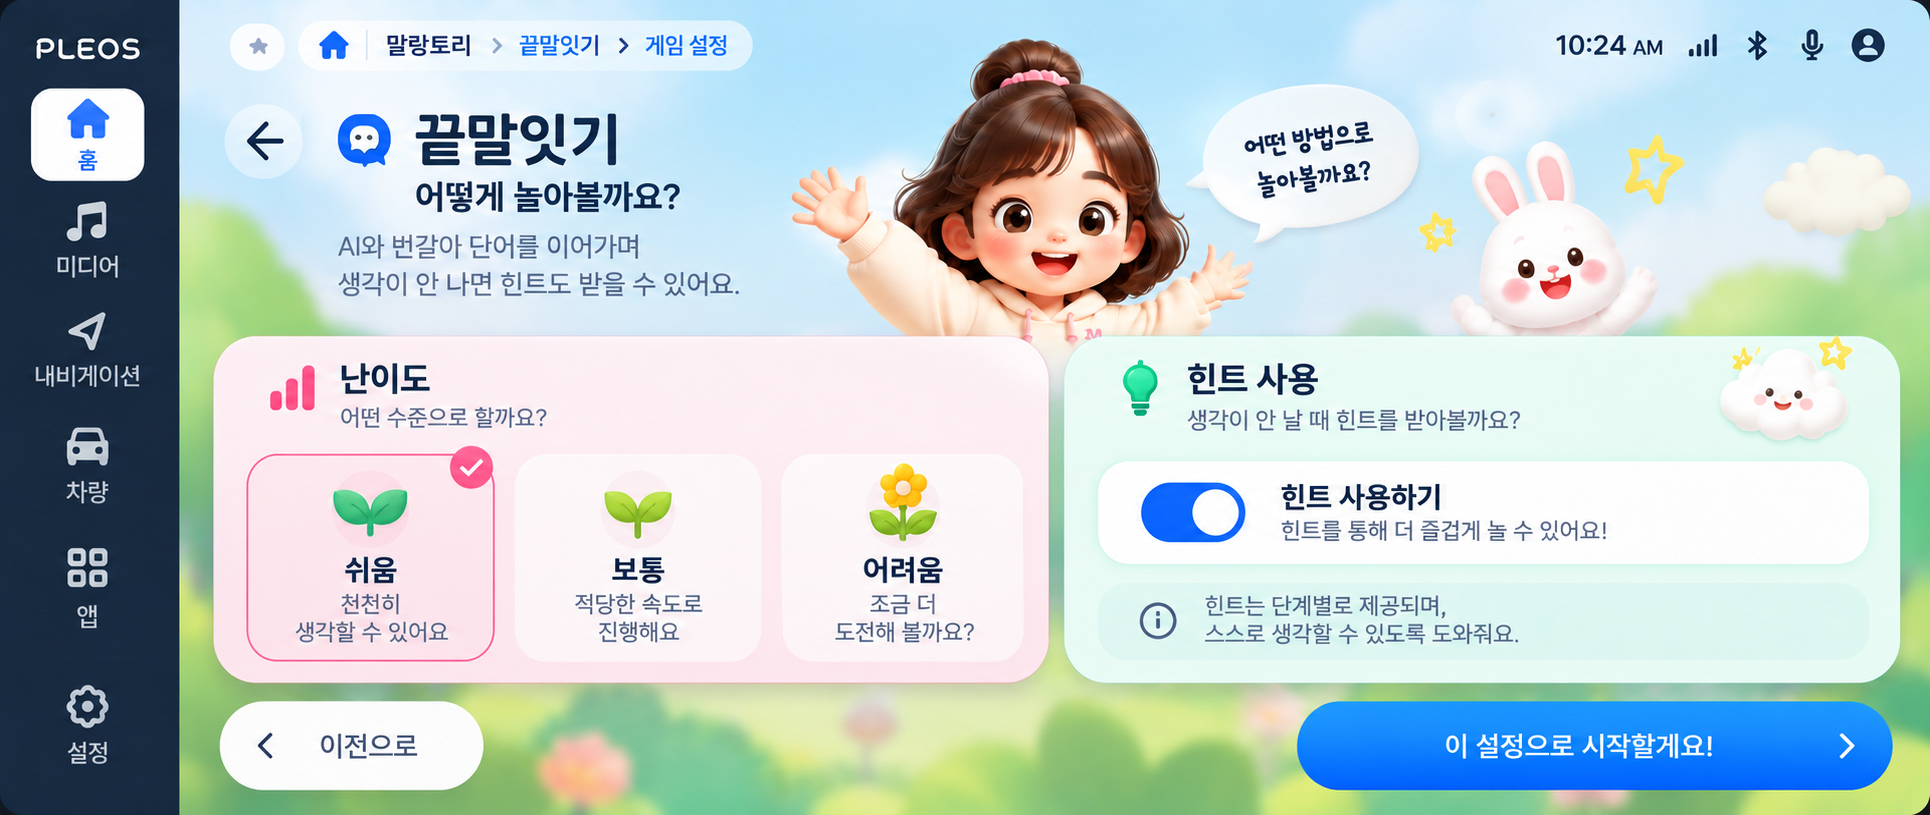 PLEOS
홈
미디어
내비게이션
차량
앱
설정
말랑토리 > 끝말잇기 > 게임 설정
10:24 AM
끝말잇기
어떻게 놀아볼까요?
AI와 번갈아 단어를 이어가며
생각이 안 나면 힌트도 받을 수 있어요.
어떤 방법으로
놀아볼까요?
M
난이도
어떤 수준으로 할까요?
쉬움
천천히
생각할 수 있어요
보통
적당한 속도로
진행해요
어려움
조금 더
도전해 볼까요?
힌트 사용
생각이 안 날 때 힌트를 받아볼까요?
힌트 사용하기
힌트를 통해 더 즐겁게 놀 수 있어요!
힌트는 단계별로 제공되며,
스스로 생각할 수 있도록 도와줘요.
이전으로
이 설정으로 시작할게요!